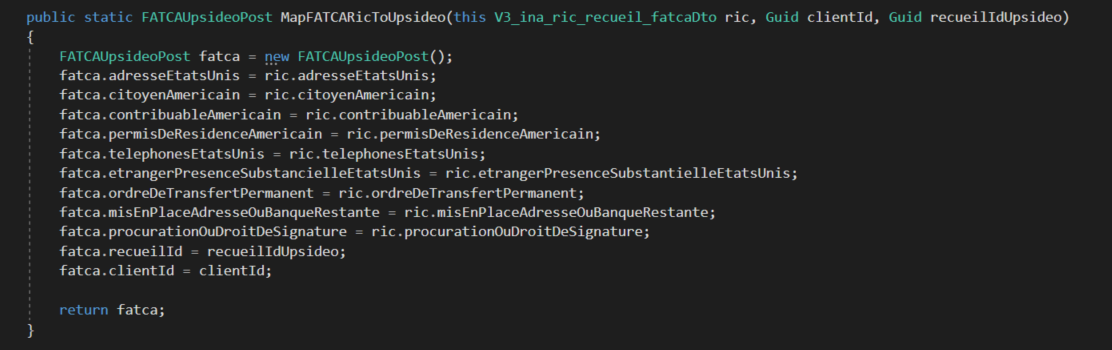 public static FATCAUpsideoPost MapFATCARicToUpsideo(this V3_ina_ric_recueil_fatcaDto ric, Guid clientId, Guid recueilIdUpsideo)
{
FATCAUpsideoPost fatca = new FATCAUpsideoPost();
fatca.adresseEtatsUnis = ric.adresseEtatsUnis;
fatca.citoyenAmericain = ric.citoyenAmericain;
fatca.contribuableAmericain = ric.contribuableAmericain;
fatca.permisDeResidenceAmericain = ric.permisDeResidenceAmericain;
fatca.telephonesEtatsUnis = ric.telephonesEtatsUnis;
fatca.etrangerPresenceSubstancielleEtatsUnis = ric.etrangerPresenceSubstantielleEtatsUnis;
fatca.ordreDeTransfertPermanent = ric.ordreDeTransfertPermanent;
fatca.misEnPlaceAdresseOuBanqueRestante = ric.misEnPlaceAdresseOuBanqueRestante;
fatca.procurationOuDroitDeSignature = ric.procurationOuDroitDeSignature;
fatca.recueilId = recueilIdUpsideo;
fatca.clientId = clientId;
return fatca;
}